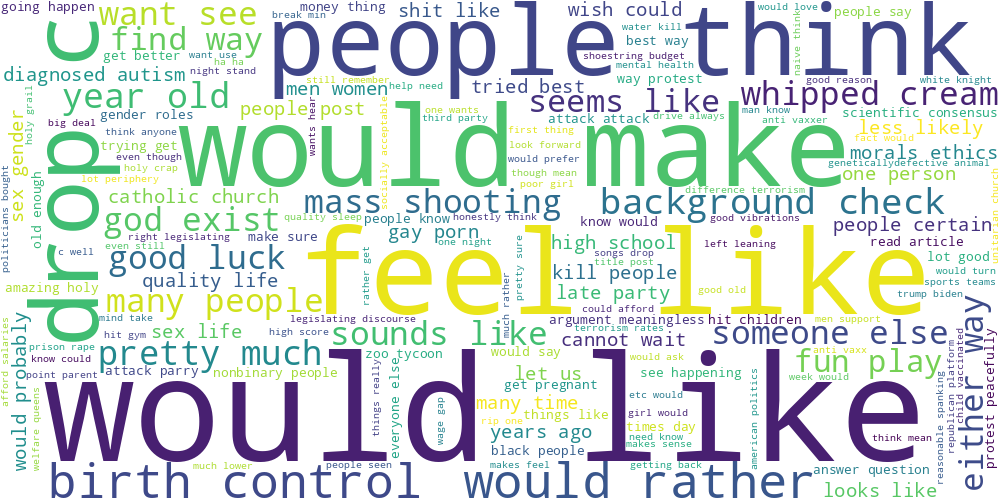 going happen
break min
money thing
shit like
wish could
would love
people say
want see
find way
get better
want use
ha ha
night stand
people think
best way
water kill
shoestring budget
mental health
way protest
naive think
good reason
white knight
diagnosed autism
men women
still remember
help need
tried best
whipped cream
drop c
year old
people post
wants hear
seems like
one wants
third party
attack attack
drive always
man know
anti vaxxer
scientific consensus
holy grail
big deal
gender roles
sex gender
think anyone
trying get
even though
holy crap
lot periphery
socially acceptable
would make
first thing
look forward
would prefer
though mean
poor girl
fact would
less likely
morals ethics
geneticallydefective animal
one person
politicians bought
old enough
catholic church
god exist
quality sleep
mass shooting
difference terrorism
background check
people certain
unitarian church
right legislating
make sure
people know
honestly think
know would
good vibrations
c well
even still
gay porn
one night
left leaning
read article
good luck
feel like
pretty sure
high school
songs drop
title post
lot good
would turn
amazing holy
quality life
rather get
kill people
good old
sports teams
trump biden
many people
late party
could afford
mind take
legislating discourse
much rather
argument meaningless
hit children
men support
hit gym
sex life
high score
sounds like
terrorism rates
cannot wait
someone else
would probably
prison rape
know could
pretty much
zoo tycoon
would say
would ask
anti vaxx
afford salaries
point parent
attack parry
nonbinary people
things really
everyone else
let us
see happening
week would
fun play
either way
welfare queens
would like
wage gap
get pregnant
etc would
american politics
reasonable spanking
republican platform
child vaccinated
protest peacefully
rip one
many time
things like
girl would
times day
years ago
need know
makes sense
think mean
black people
much lower
people seen
makes feel
getting back
answer question
birth control
would rather
looks like